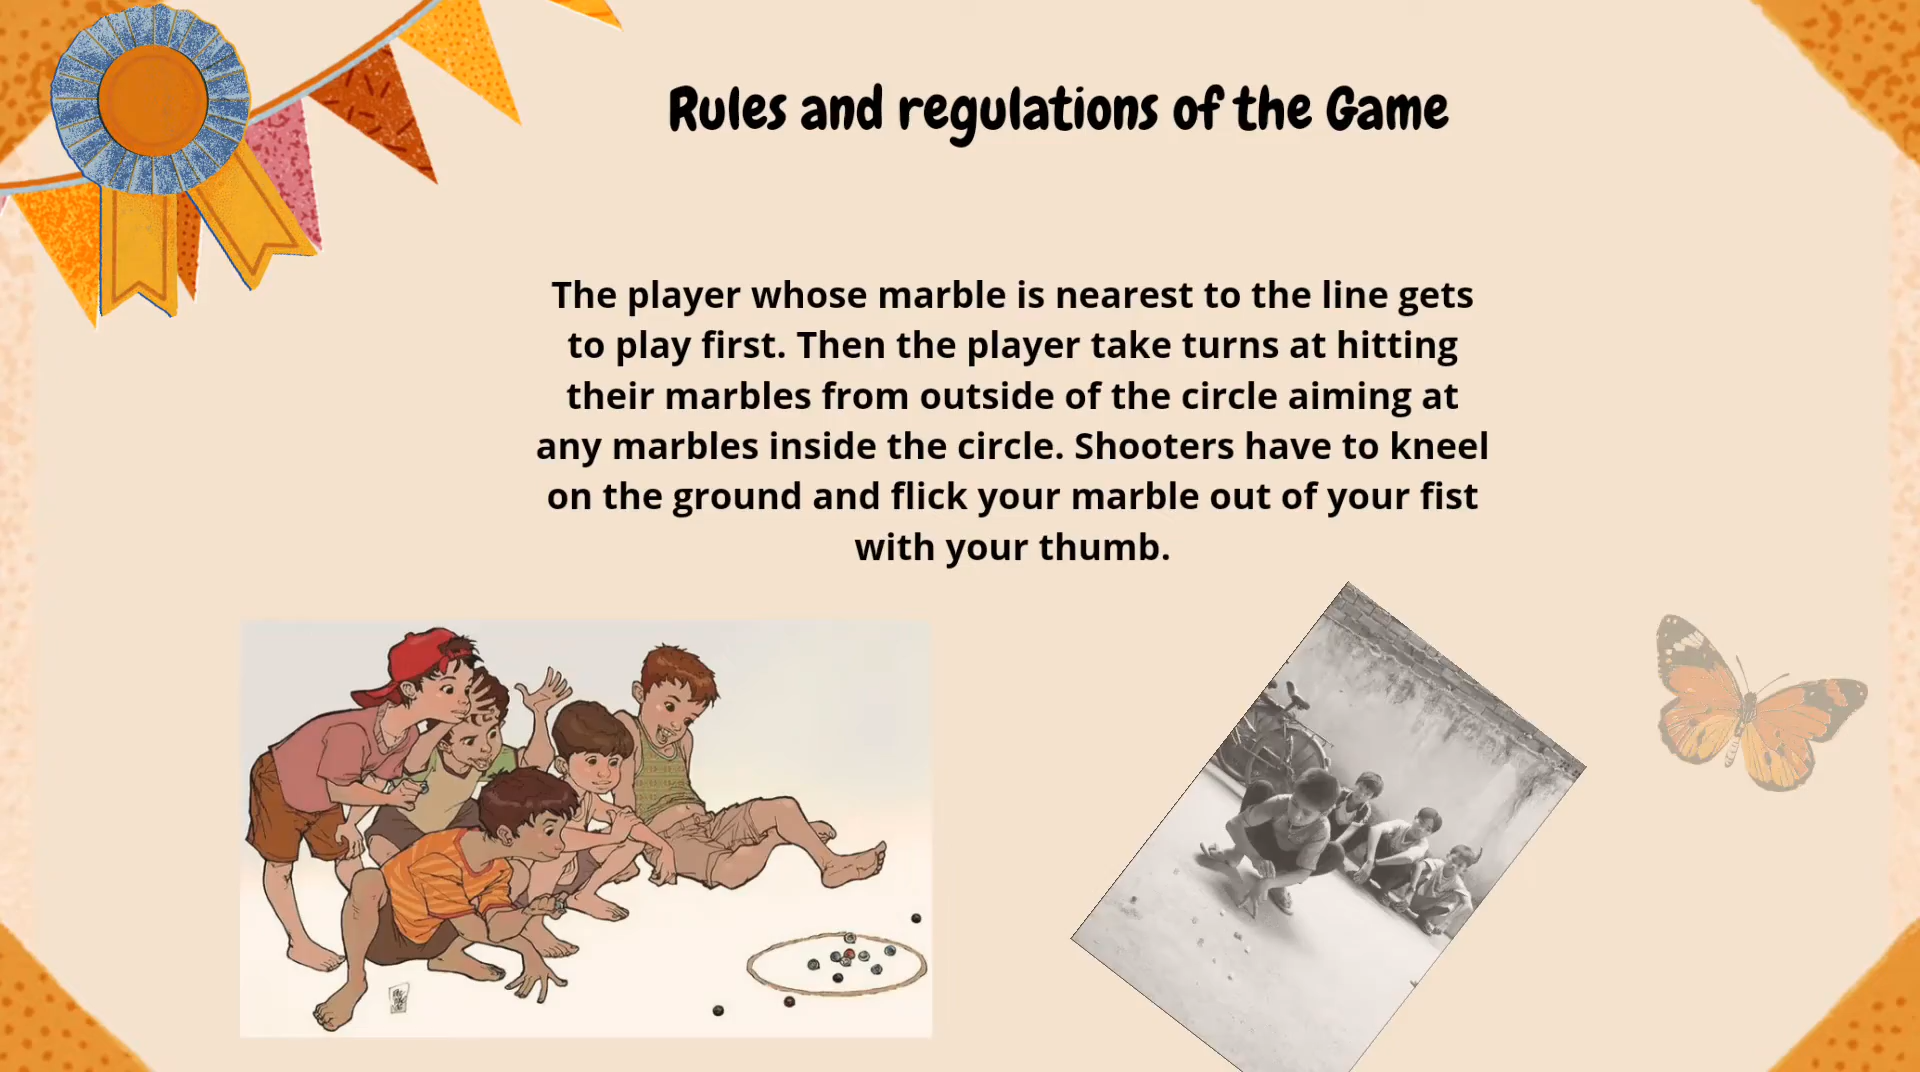 Rules and regulations of the Game
The player whose marble is nearest to the line gets
to play first. Then the player take turns at hitting
their marbles from outside of the circle aiming at
any marbles inside the circle. Shooters have to kneel
on the ground and flick your marble out of your fist
with your thumb.